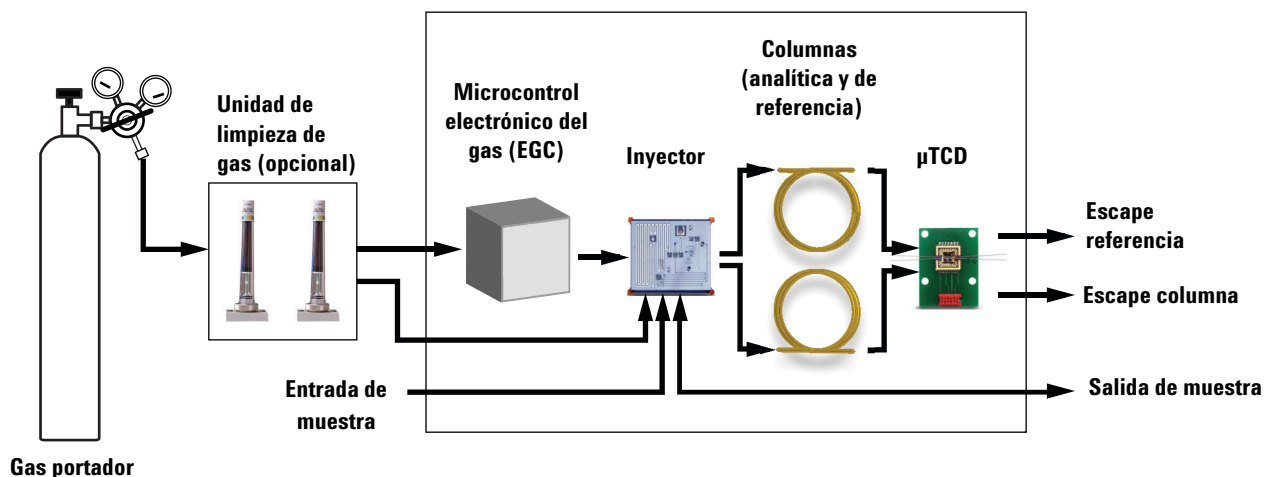 Columnas
(analítica y de
referencia)
Microcontrol
electrónico del
gas (EGC)
Unidad de
limpieza de
gas (opcional)
Inyector
µTCD
Escape
referencia
Escape columna
Entrada de
muestra
Salida de muestra
Gas portador